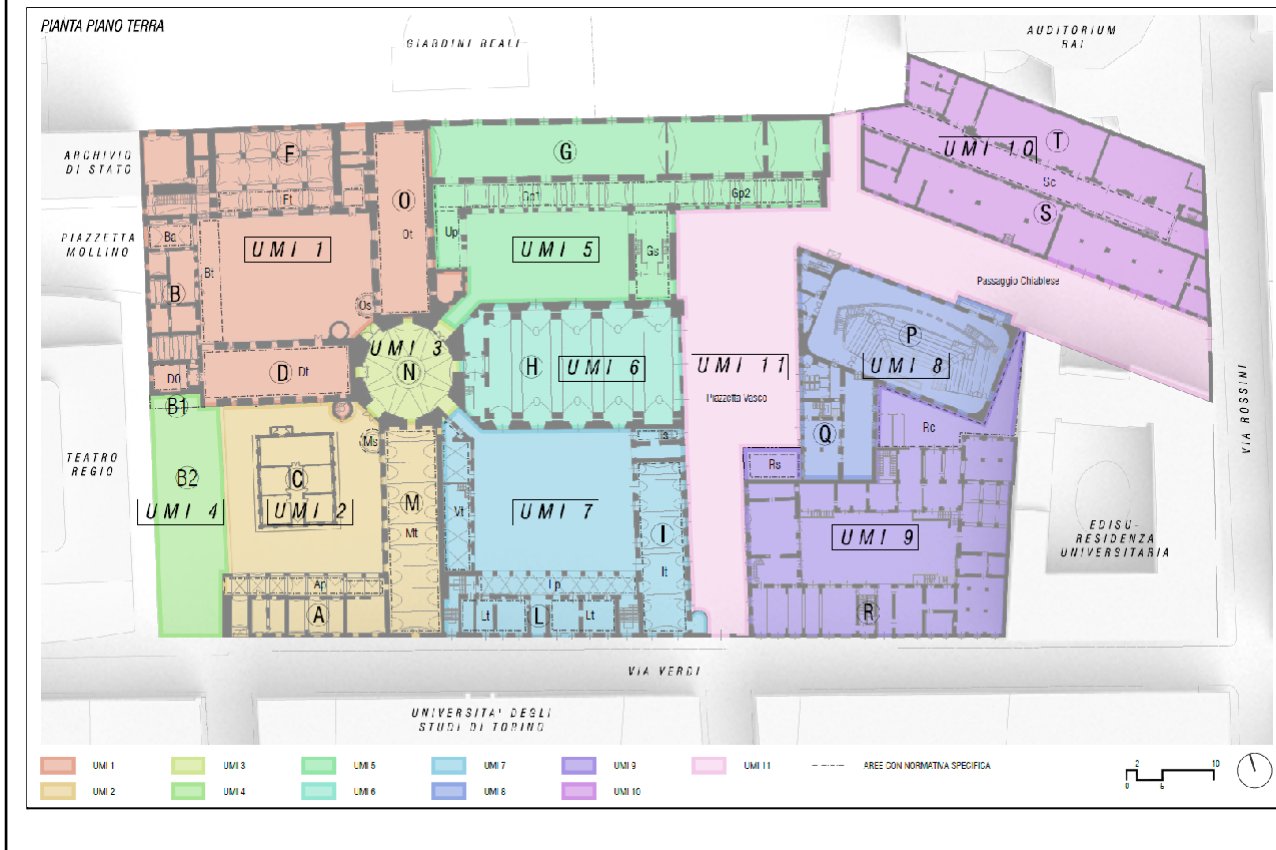 PIANTA PIANO TERRA
GIARDINI REALI
AUDITORIUM
RAI
ARCHIVIO
DI STATO
PIAZZETTA
MOLLINO
TEATRO
REGIO
F
Ft
O
Ot
Os
UMI 1
B
Bt
D
Dt
G
Gp2
Up
UMI 5
Gs
UMI 10
T
Sc
S
Passaggio Chiablese
UMI 3
N
H
UMI 6
UMI 11
Piazzetta Vasco
P
UMI 8
B1
B2
UMI 4
C
UMI 2
Ms
M
Mt
Vt
UMI 7
Is
I
It
Q
Rc
Rs
UMI 9
R
A
Lp
Lt
L
Lt
EDISU-
RESIDENZA
UNIVERSITARIA
VIA ROSSINI
VIA VERDI
UNIVERSITA' DEGLI
STUDI DI TORINO
UMI 1
UMI 3
UMI 5
UMI 7
UMI 9
UMI 11
AREE CON NORMATIVA SPECIFICA
UMI 2
UMI 4
UMI 6
UMI 8
UMI 10
2
10
0
6